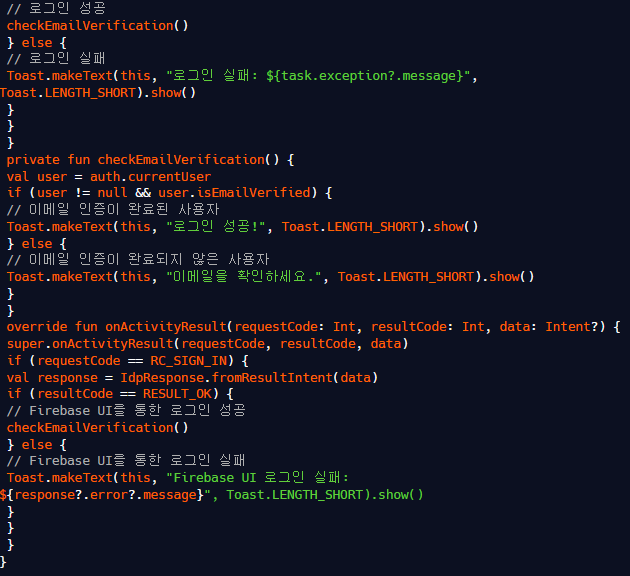 // 로그인 성공
checkEmailVerification()
} else {
// 로그인 실패
Toast.makeText(this, "로그인 실패: ${task.exception?.message}",
Toast.LENGTH_SHORT).show()
}
}
}
private fun checkEmailVerification() {
val user = auth.currentUser
if (user != null && user.isEmailVerified) {
// 이메일 인증이 완료된 사용자
Toast.makeText(this, "로그인 성공!", Toast.LENGTH_SHORT).show()
} else {
// 이메일 인증이 완료되지 않은 사용자
Toast.makeText(this, "이메일을 확인하세요.", Toast.LENGTH_SHORT).show()
}
}
override fun onActivityResult(requestCode: Int, resultCode: Int, data: Intent?) {
super.onActivityResult(requestCode, resultCode, data)
if (requestCode == RC_SIGN_IN) {
val response = IdpResponse.fromResultIntent(data)
if (resultCode == RESULT_OK) {
// Firebase UI를 통한 로그인 성공
checkEmailVerification()
} else {
// Firebase UI를 통한 로그인 실패
Toast.makeText(this, "Firebase UI 로그인 실패:
${response?.error?.message}", Toast.LENGTH_SHORT).show()
}
}
}
}